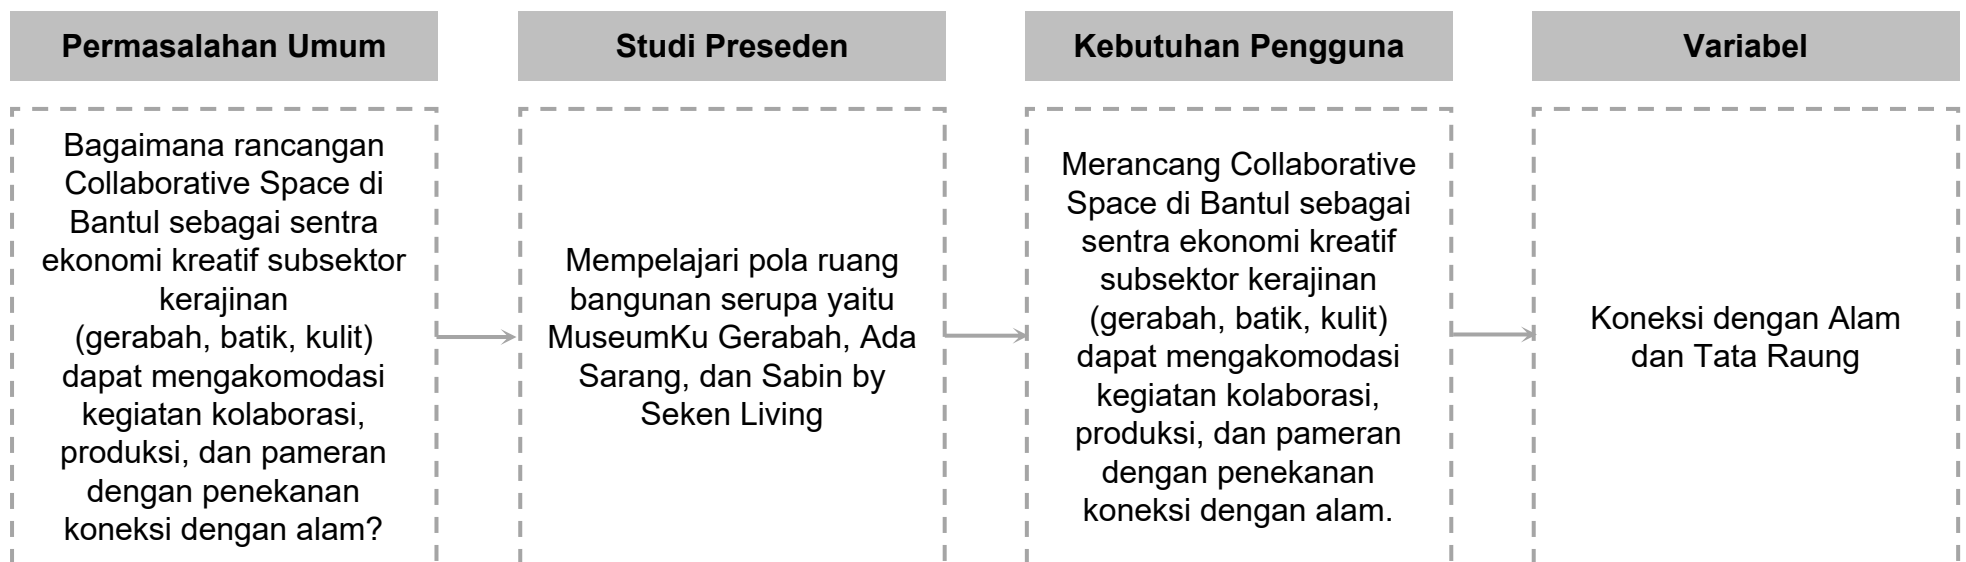 Permasalahan Umum
Bagaimana rancangan
Collaborative Space di
Bantul sebagai sentra
ekonomi kreatif subsektor
kerajinan
(gerabah, batik, kulit)
dapat mengakomodasi
kegiatan kolaborasi,
produksi, dan pameran
dengan penekanan
koneksi dengan alam?
Studi Preseden
Mempelajari pola ruang
bangunan serupa yaitu
MuseumKu Gerabah, Ada
Sarang, dan Sabin by
Seken Living
Kebutuhan Pengguna
Merancang Collaborative
Space di Bantul sebagai
sentra ekonomi kreatif
subsektor kerajinan
(gerabah, batik, kulit)
dapat mengakomodasi
kegiatan kolaborasi,
produksi, dan pameran
dengan penekanan
koneksi dengan alam.
Variabel
Koneksi dengan Alam
dan Tata Raung